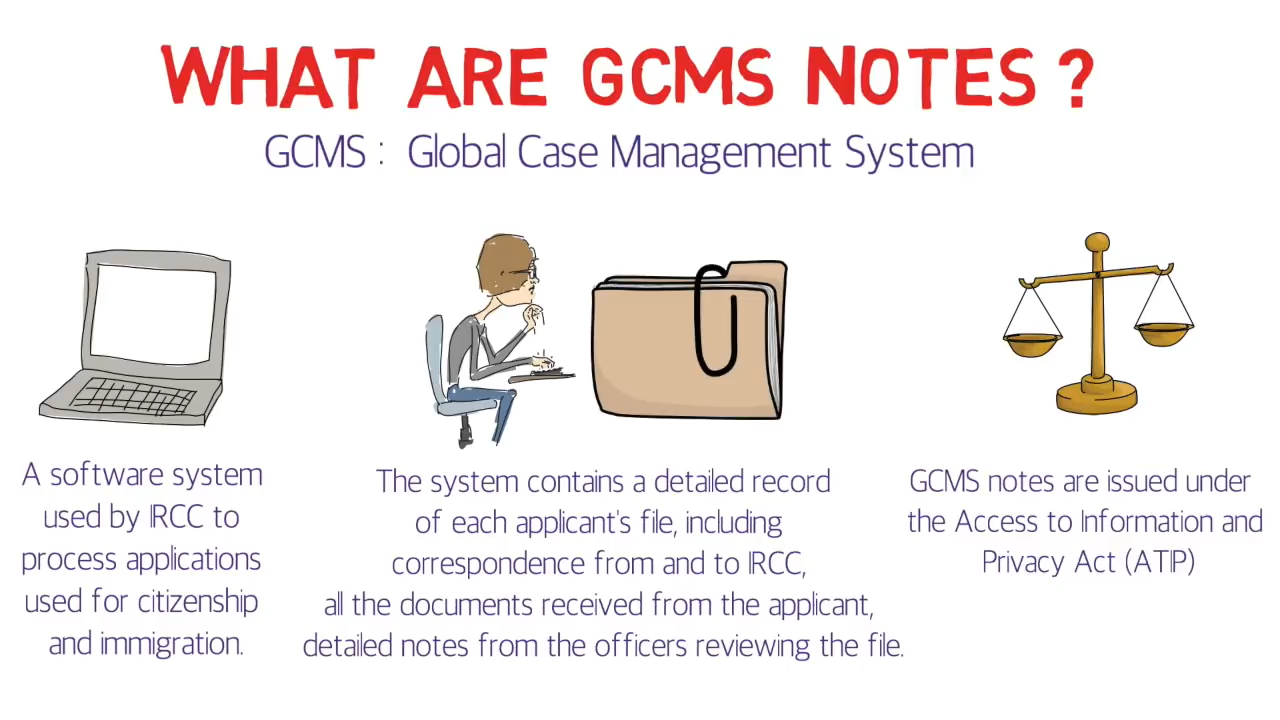 WHAT ARE GCMS NOTES ?
GCMS : Global Case Management System
A software system
used by IRCC to
process applications
used for citizenship
and immigration.
The system contains a detailed record
of each applicant's file, including
correspondence from and to IRCC,
all the documents received from the applicant,
detailed notes from the officers reviewing the file.
GCMS notes are issued under
the Access to Information and
Privacy Act (ATIP)